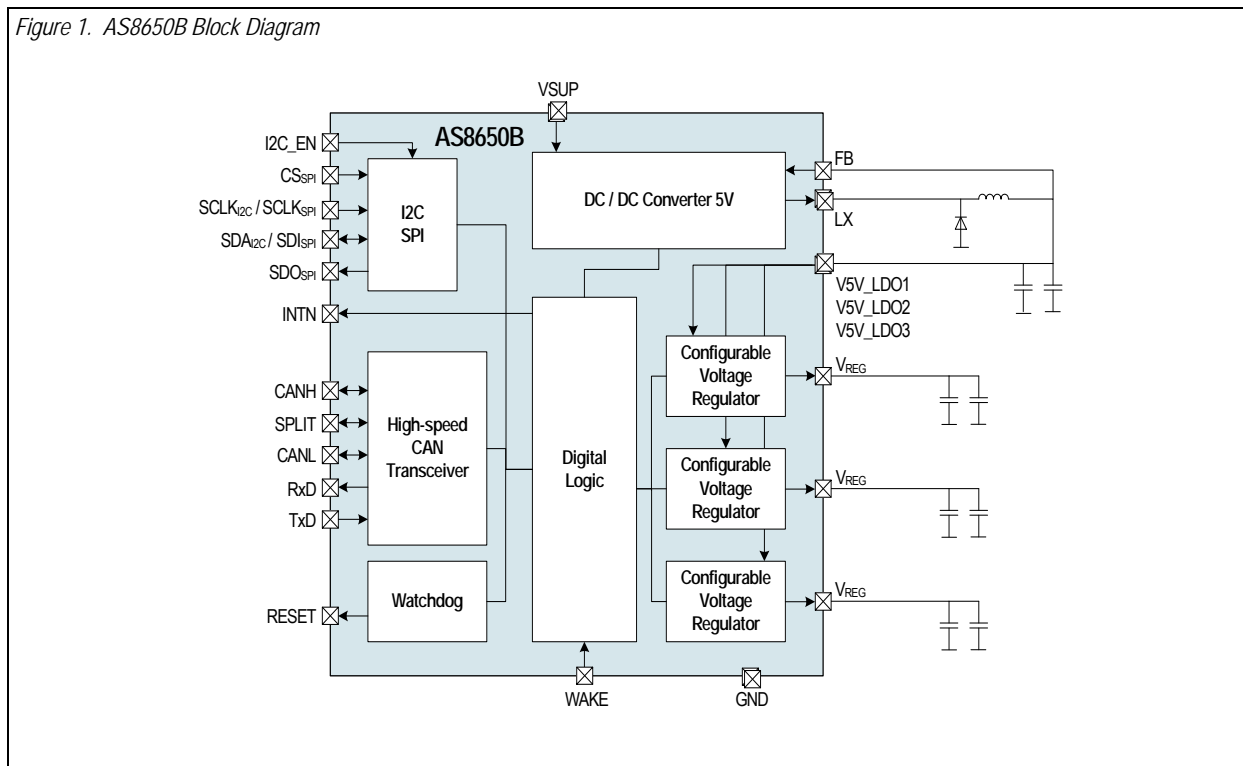 Figure 1. AS8650B Block Diagram
VSUP
AS8650B
I2C_EN
CSSPI
SCLKI2C / SCLKSPI
SDAI2C / SDISPI
SDOSPI
I2C
SPI
DC / DC Converter 5V
FB
LX
V5V_LDO1
V5V_LDO2
V5V_LDO3
INTN
CANH
SPLIT
CANL
RxD
TxD
High-speed
CAN
Transceiver
Digital
Logic
Configurable
Voltage
Regulator
VREG
Configurable
Voltage
Regulator
VREG
Configurable
Voltage
Regulator
VREG
RESET
Watchdog
WAKE
GND